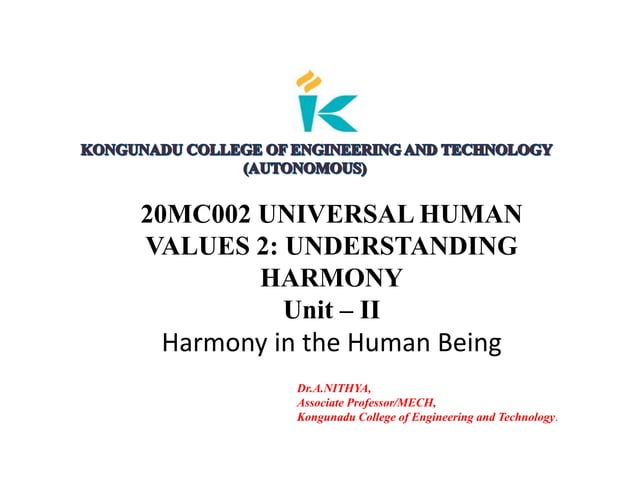 KONGUNADU COLLEGE OF ENGINEERING AND TECHNOLOGY
(AUTONOMOUS)
20MC002 UNIVERSAL HUMAN
VALUES 2: UNDERSTANDING
HARMONY
Unit – II
Harmony in the Human Being
Dr.A.NITHYA,
Associate Professor/MECH,
Kongunadu College of Engineering and Technology.